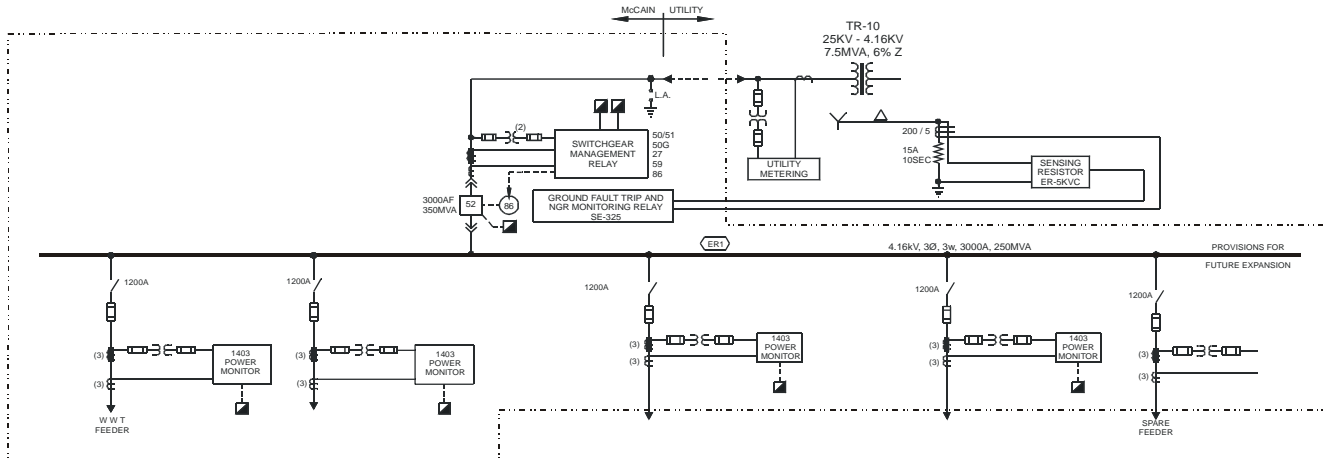 McCAIN UTILITY
TR-10
25KV - 4.16KV
7.5MVA, 6% Z
L.A.
(2)
SWITCHGEAR
MANAGEMENT
RELAY
50/51
50G
27
59
86
UTILITY
METERING
200 / 5
15A
10SEC
SENSING
RESISTOR
ER-5KVC
3000AF
350MVA
52
86
GROUND FAULT TRIP AND
NGR MONITORING RELAY
SE-325
ER1
4.16kV, 3Ø, 3w, 3000A, 250MVA
PROVISIONS FOR
FUTURE EXPANSION
1200A
1200A
1200A
1200A
1200A
(3)
(3)
1403
POWER
MONITOR
W W T
FEEDER
(3)
(3)
1403
POWER
MONITOR
(3)
(3)
1403
POWER
MONITOR
(3)
(3)
1403
POWER
MONITOR
(3)
(3)
SPARE
FEEDER